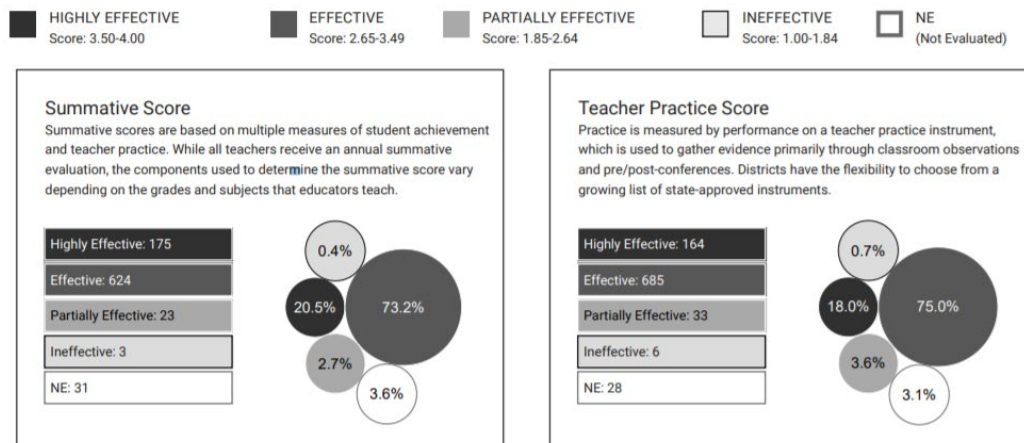 HIGHLY EFFECTIVE
Score: 3.50-4.00
EFFECTIVE
Score: 2.65-3.49
PARTIALLY EFFECTIVE
Score: 1.85-2.64
INEFFECTIVE
Score: 1.00-1.84
NE
(Not Evaluated)
Summative Score
Summative scores are based on multiple measures of student achievement
and teacher practice. While all teachers receive an annual summative
evaluation, the components used to determine the summative score vary
depending on the grades and subjects that educators teach.
Highly Effective: 175
Effective: 624
Partially Effective: 23
Ineffective: 3
NE: 31
0.4%
20.5%
73.2%
2.7%
3.6%
Teacher Practice Score
Practice is measured by performance on a teacher practice instrument,
which is used to gather evidence primarily through classroom observations
and pre/post-conferences. Districts have the flexibility to choose from a
growing list of state-approved instruments.
Highly Effective: 164
Effective: 685
Partially Effective: 33
Ineffective: 6
NE: 28
0.7%
18.0%
75.0%
3.6%
3.1%